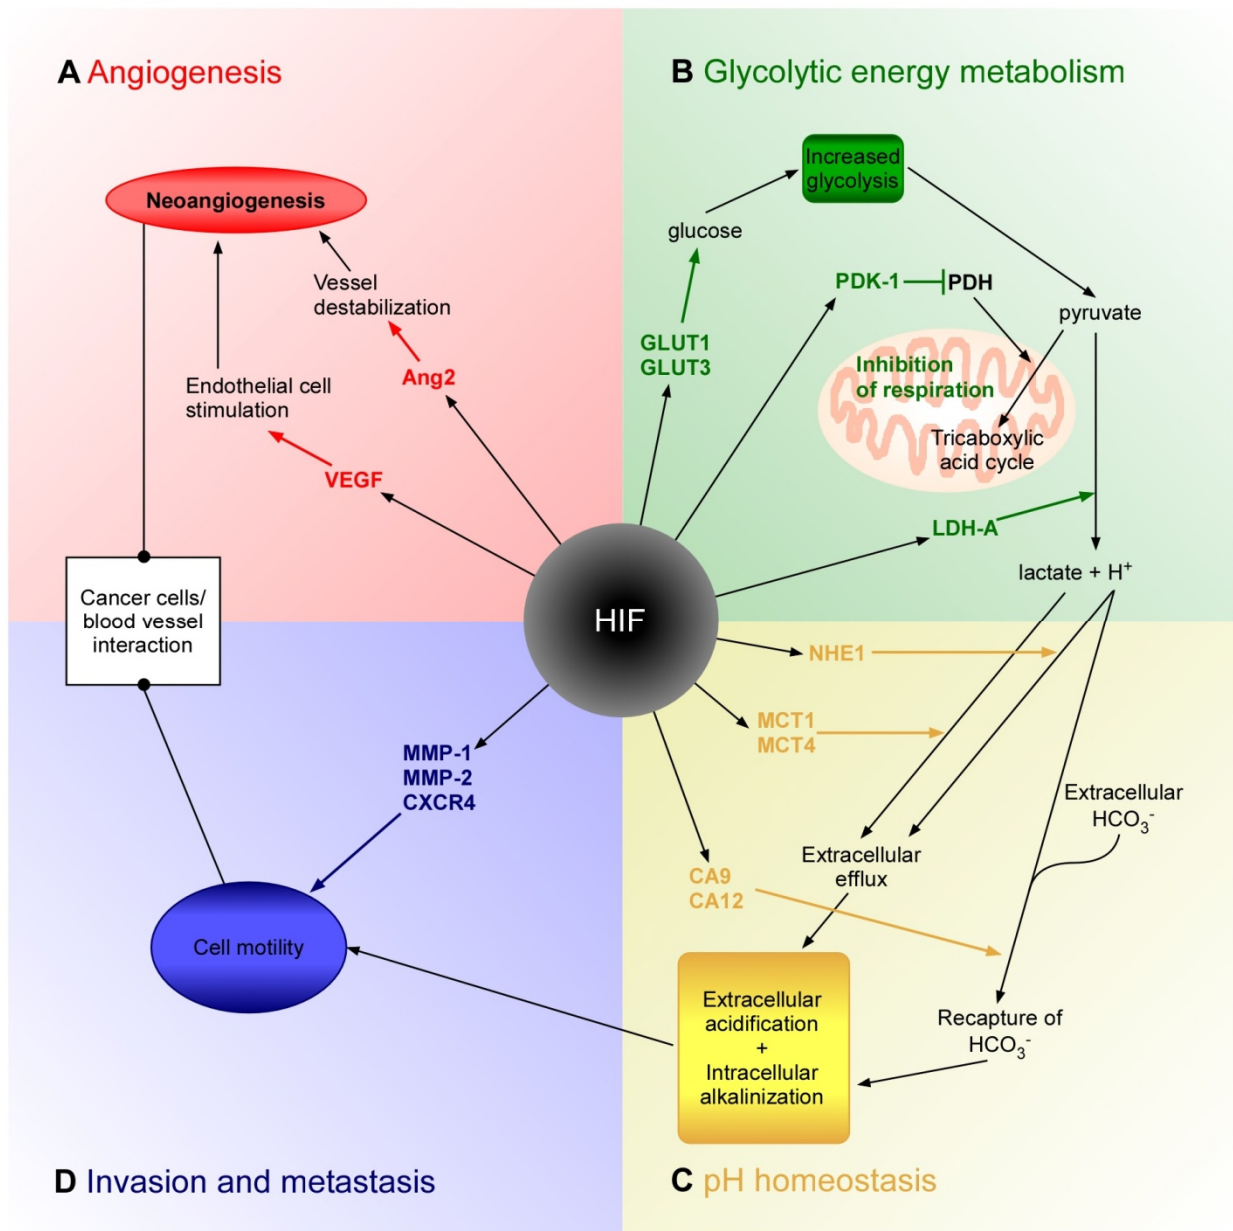 A Angiogenesis
Neoangiogenesis
Vessel
destabilization
Ang2
Endothelial cell
stimulation
VEGF
Cancer cells/
blood vessel
interaction
B Glycolytic energy metabolism
Increased
glycolysis
glucose
GLUT1
GLUT3
PDK-1
PDH
pyruvate
Inhibition
of respiration
Tricaboxylic
acid cycle
LDH-A
lactate + H⁺
HIF
NHE1
MCT1
MCT4
CA9
CA12
Extracellular
HCO₃⁻
Extracellular
efflux
Recapture of
HCO₃⁻
Extracellular
acidification
+
Intracellular
alkalinization
C pH homeostasis
MMP-1
MMP-2
CXCR4
Cell motility
D Invasion and metastasis